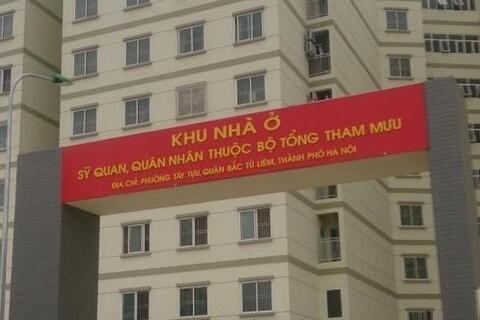 KHU NHÀ Ở
SỸ QUAN, QUÂN NHÂN THUỘC BỘ TỔNG THAM MƯU
ĐỊA CHỈ: PHƯỜNG TÂY TỰU, QUẬN BẮC TỪ LIÊM, THÀNH PHỐ HÀ NỘI